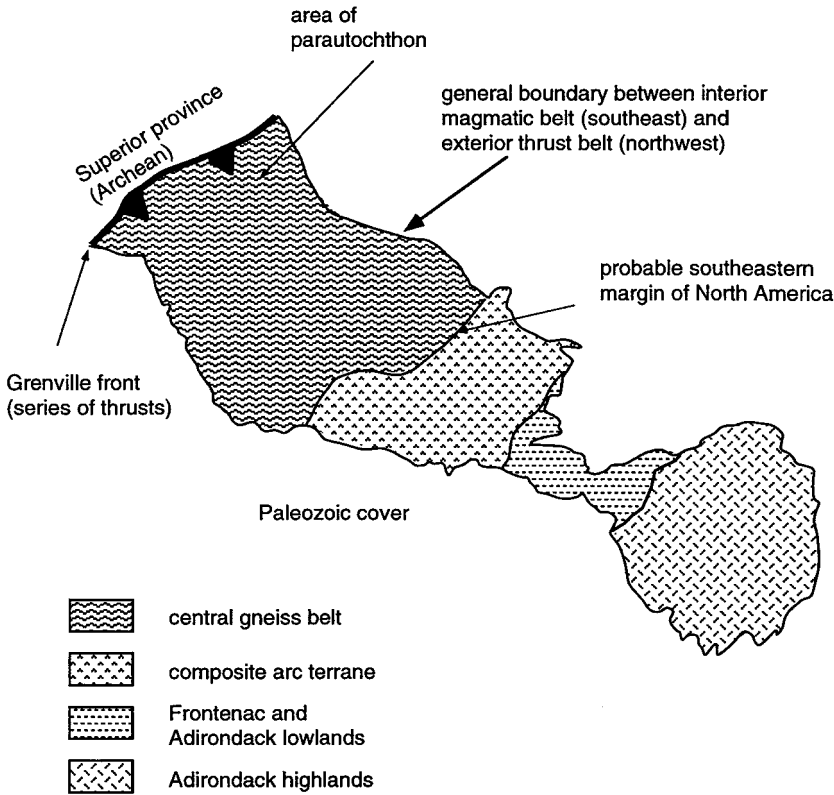 area of
parautochthon
general boundary between interior
magmatic belt (southeast) and
exterior thrust belt (northwest)
Superior province
(Archean)
probable southeastern
margin of North America
Grenville front
(series of thrusts)
Paleozoic cover
central gneiss belt
composite arc terrane
Frontenac and
Adirondack lowlands
Adirondack highlands